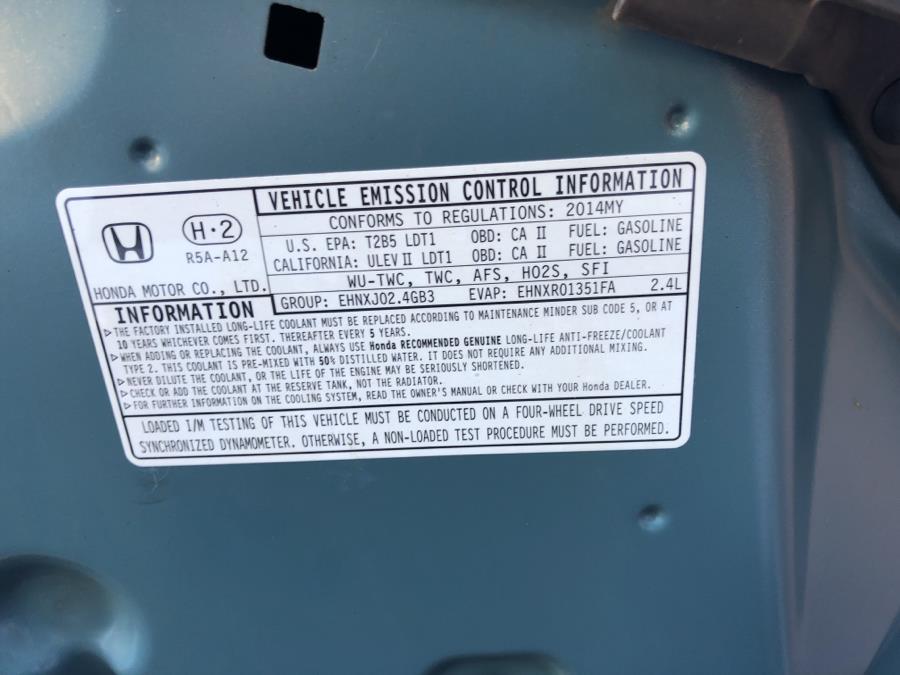 VEHICLE EMISSION CONTROL INFORMATION
CONFORMS TO REGULATIONS: 2014MY
H·2
R5A-A12
HONDA MOTOR CO., LTD.
U.S. EPA: T2B5 LDT1 OBD: CA II FUEL: GASOLINE
CALIFORNIA: ULEV II LDT1 OBD: CA II FUEL: GASOLINE
WU-TWC, TWC, AFS, HO2S, SFI
GROUP: EHNXJ02.4GB3 EVAP: EHNXR01351FA 2.4L
INFORMATION
▷THE FACTORY INSTALLED LONG-LIFE COOLANT MUST BE REPLACED ACCORDING TO MAINTENANCE MINDER SUB CODE 5, OR AT
10 YEARS WHICHEVER COMES FIRST. THEREAFTER EVERY 5 YEARS.
▷WHEN ADDING OR REPLACING THE COOLANT, ALWAYS USE Honda RECOMMENDED GENUINE LONG-LIFE ANTI-FREEZE/COOLANT
TYPE 2. THIS COOLANT IS PRE-MIXED WITH 50% DISTILLED WATER. IT DOES NOT REQUIRE ANY ADDITIONAL MIXING.
▷NEVER DILUTE THE COOLANT, OR THE LIFE OF THE ENGINE MAY BE SERIOUSLY SHORTENED.
▷CHECK OR ADD THE COOLANT AT THE RESERVE TANK, NOT THE RADIATOR.
▷FOR FURTHER INFORMATION ON THE COOLING SYSTEM, READ THE OWNER'S MANUAL OR CHECK WITH YOUR Honda DEALER.
LOADED I/M TESTING OF THIS VEHICLE MUST BE CONDUCTED ON A FOUR-WHEEL DRIVE SPEED
SYNCHRONIZED DYNAMOMETER. OTHERWISE, A NON-LOADED TEST PROCEDURE MUST BE PERFORMED.